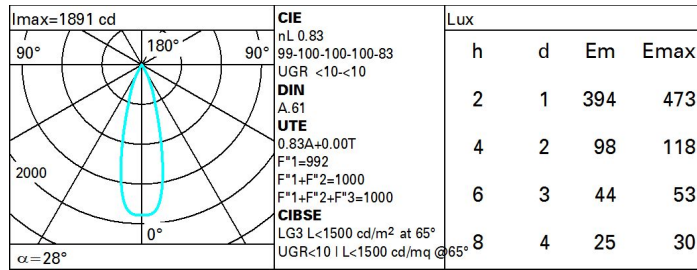 Imax=1891 cd
90° 180° 90°
2000
0°
α=28°
CIE
nL 0.83
99-100-100-100-83
UGR <10-<10
DIN
A.61
UTE
0.83A+0.00T
F"1=992
F"1+F"2=1000
F"1+F"2+F"3=1000
CIBSE
LG3 L<1500 cd/m² at 65°
UGR<10 | L<1500 cd/mq @65°
Lux
h d Em Emax
2 1 394 473
4 2 98 118
6 3 44 53
8 4 25 30